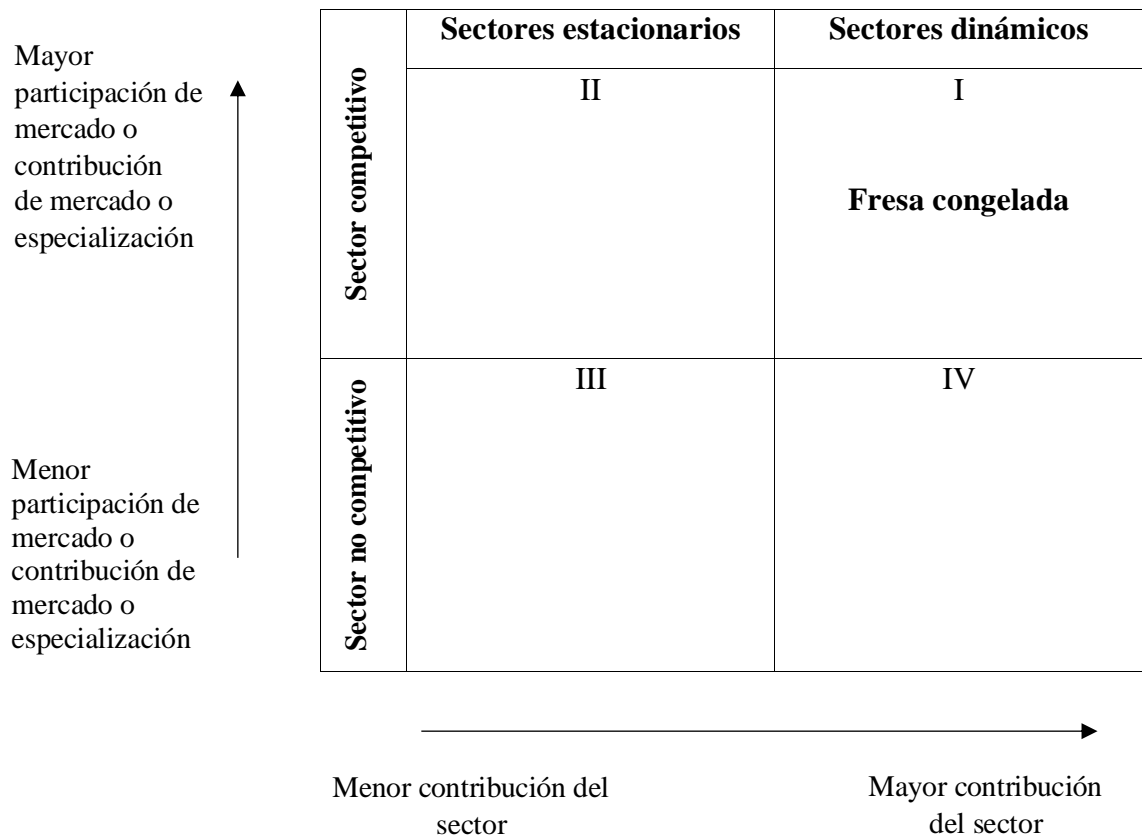 Sectores estacionarios
Sectores dinámicos
Mayor
participación de
mercado o
contribución
de mercado o
especialización
Sector competitivo
II
I
Fresa congelada
Menor
participación de
mercado o
contribución de
mercado o
especialización
Sector no competitivo
III
IV
Menor contribución del
sector
Mayor contribución
del sector